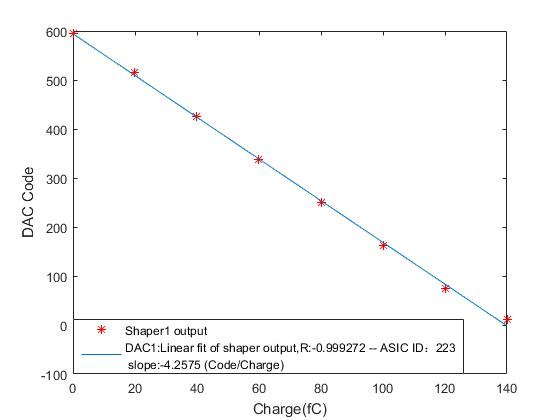 600
500
400
300
200
100
0
-100
DAC Code
Shaper1 output
DAC1:Linear fit of shaper output,R:-0.999272 -- ASIC ID：223
slope:-4.2575 (Code/Charge)
0 20 40 60 80 100 120 140
Charge(fC)